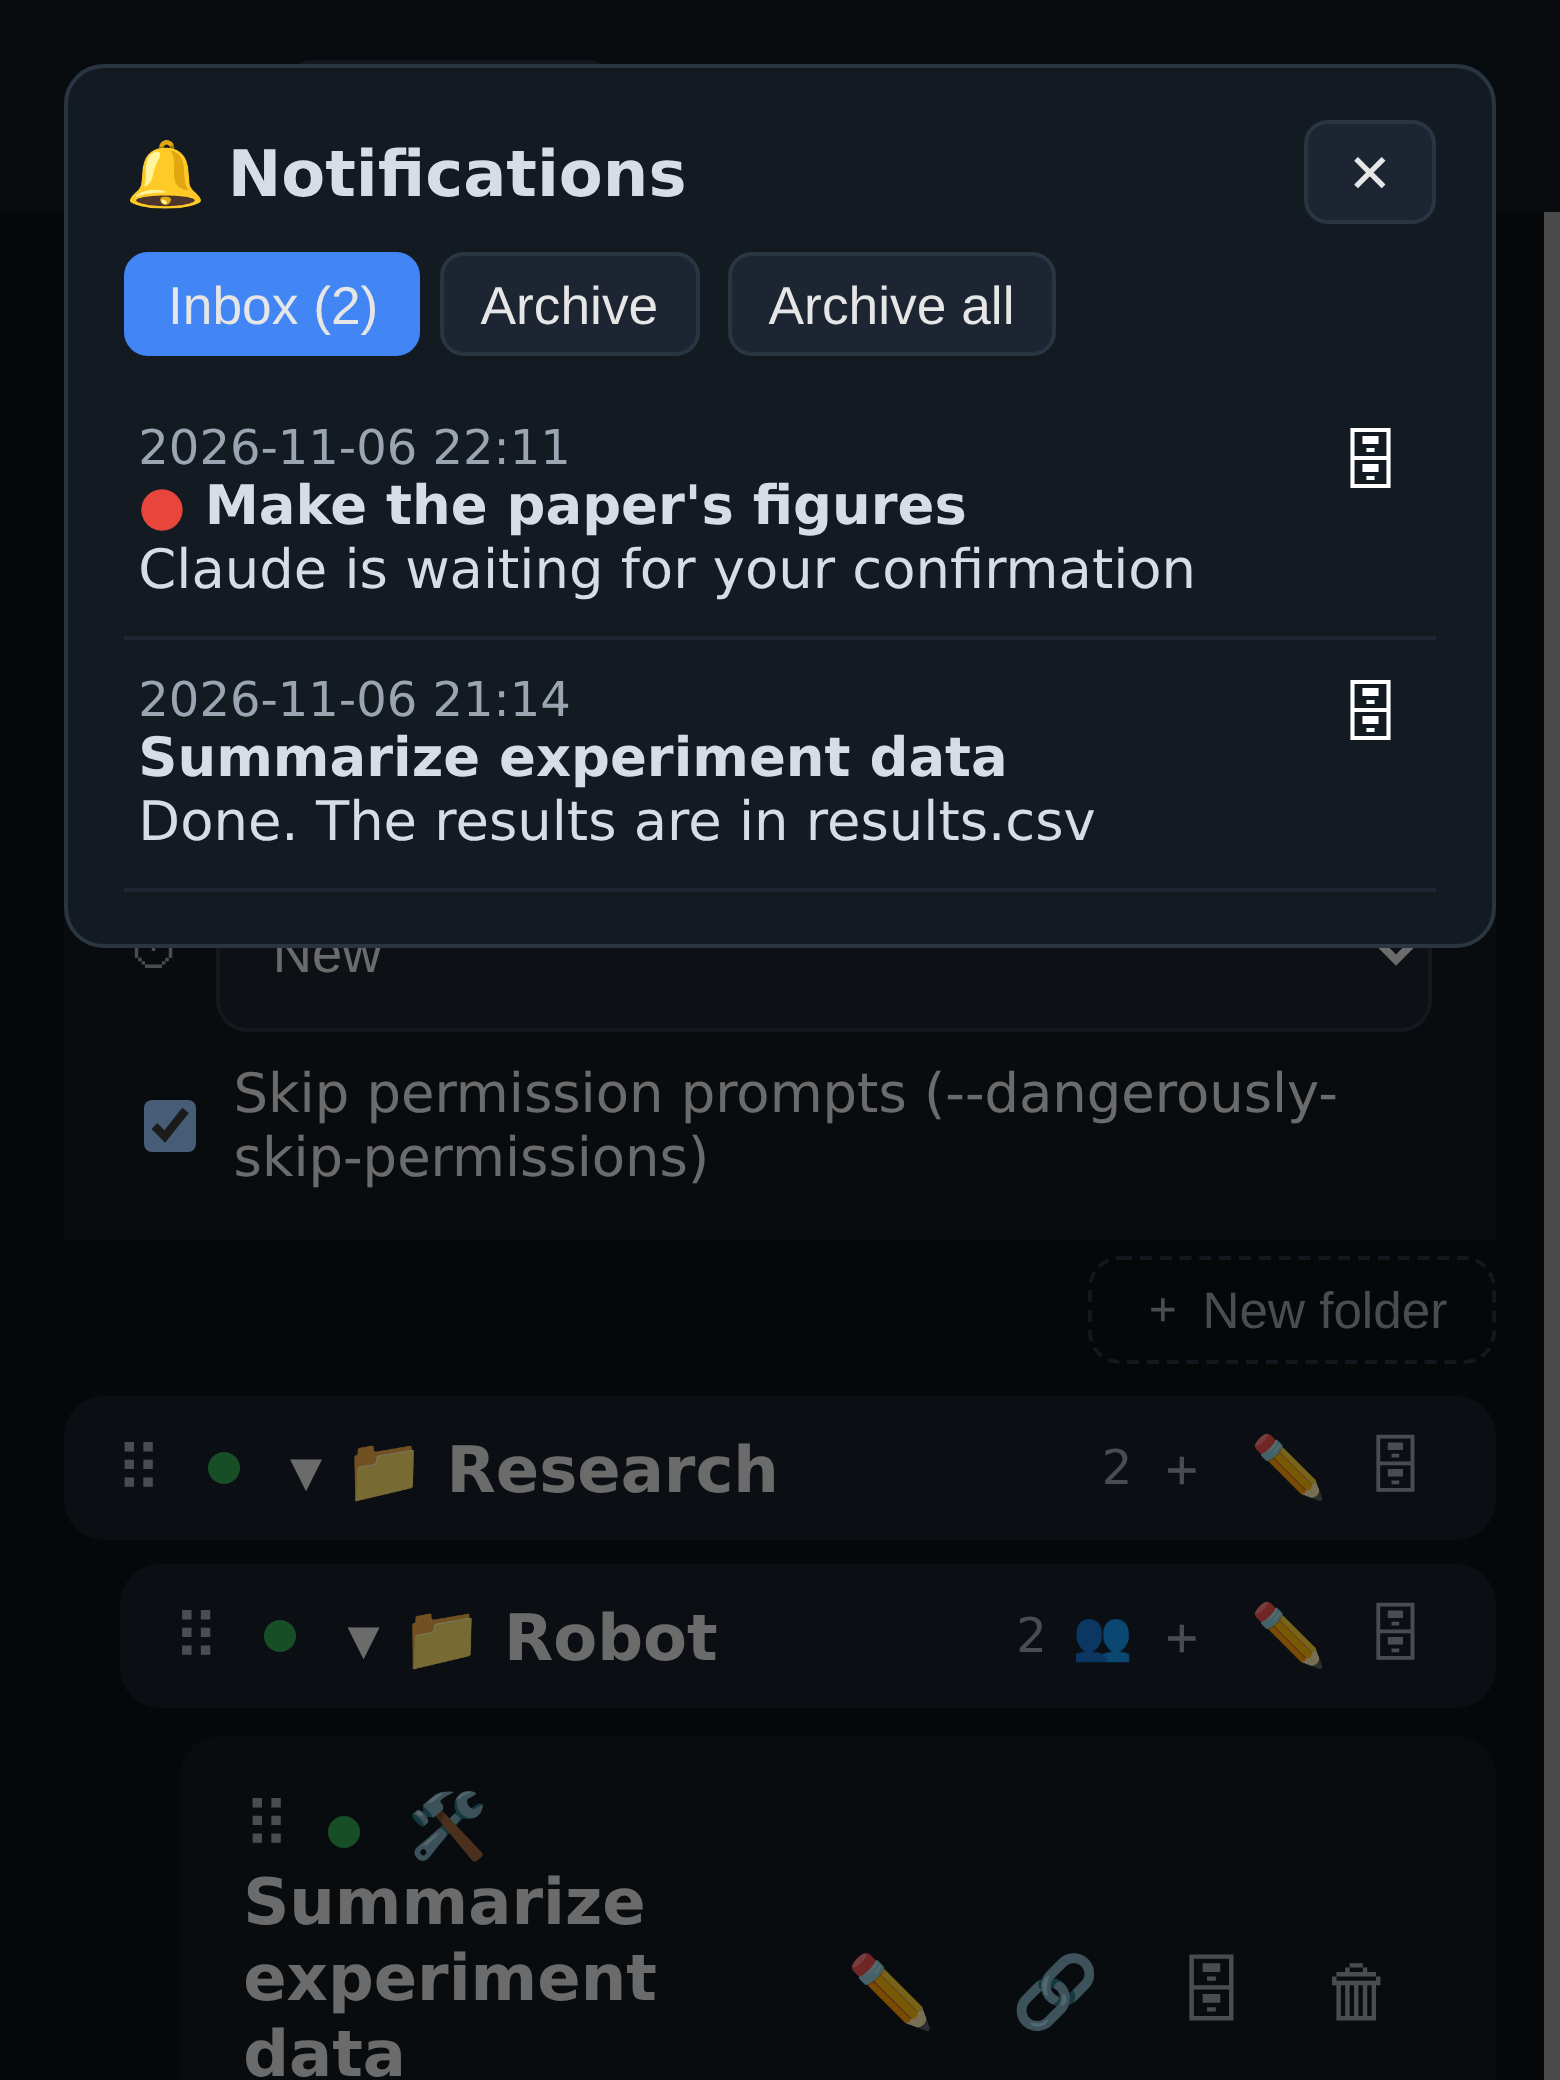 🔔 Notifications
✕
Inbox (2)
Archive
Archive all
2026-11-06 22:11
🔴 Make the paper's figures
Claude is waiting for your confirmation
2026-11-06 21:14
Summarize experiment data
Done. The results are in results.csv
New
Skip permission prompts (--dangerously-
skip-permissions)
+ New folder
▾ 📁 Research 2 +
▾ 📁 Robot 2 👥 +
Summarize
experiment
data